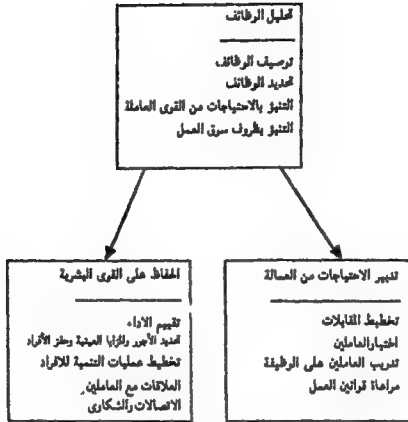 تحليل الوظائف
توصيف الوظائف
تحديد الوظائف
التنبؤ بالاحتياجات من القوى العاملة
التنبؤ بظروف سوق العمل
تدبير الاحتياجات من العمالة
تخطيط المقابلات
اختيار العاملين
تدريب العاملين على الوظيفة
مراعاة قوانين العمل
الحفاظ على القوى البشرية
تقييم الاداء
تحديد الأجور والمزايا العينية وحفز الأفراد
تخطيط عمليات التنمية للافراد
العلاقات مع العاملين
الاتصالات والشكاوى